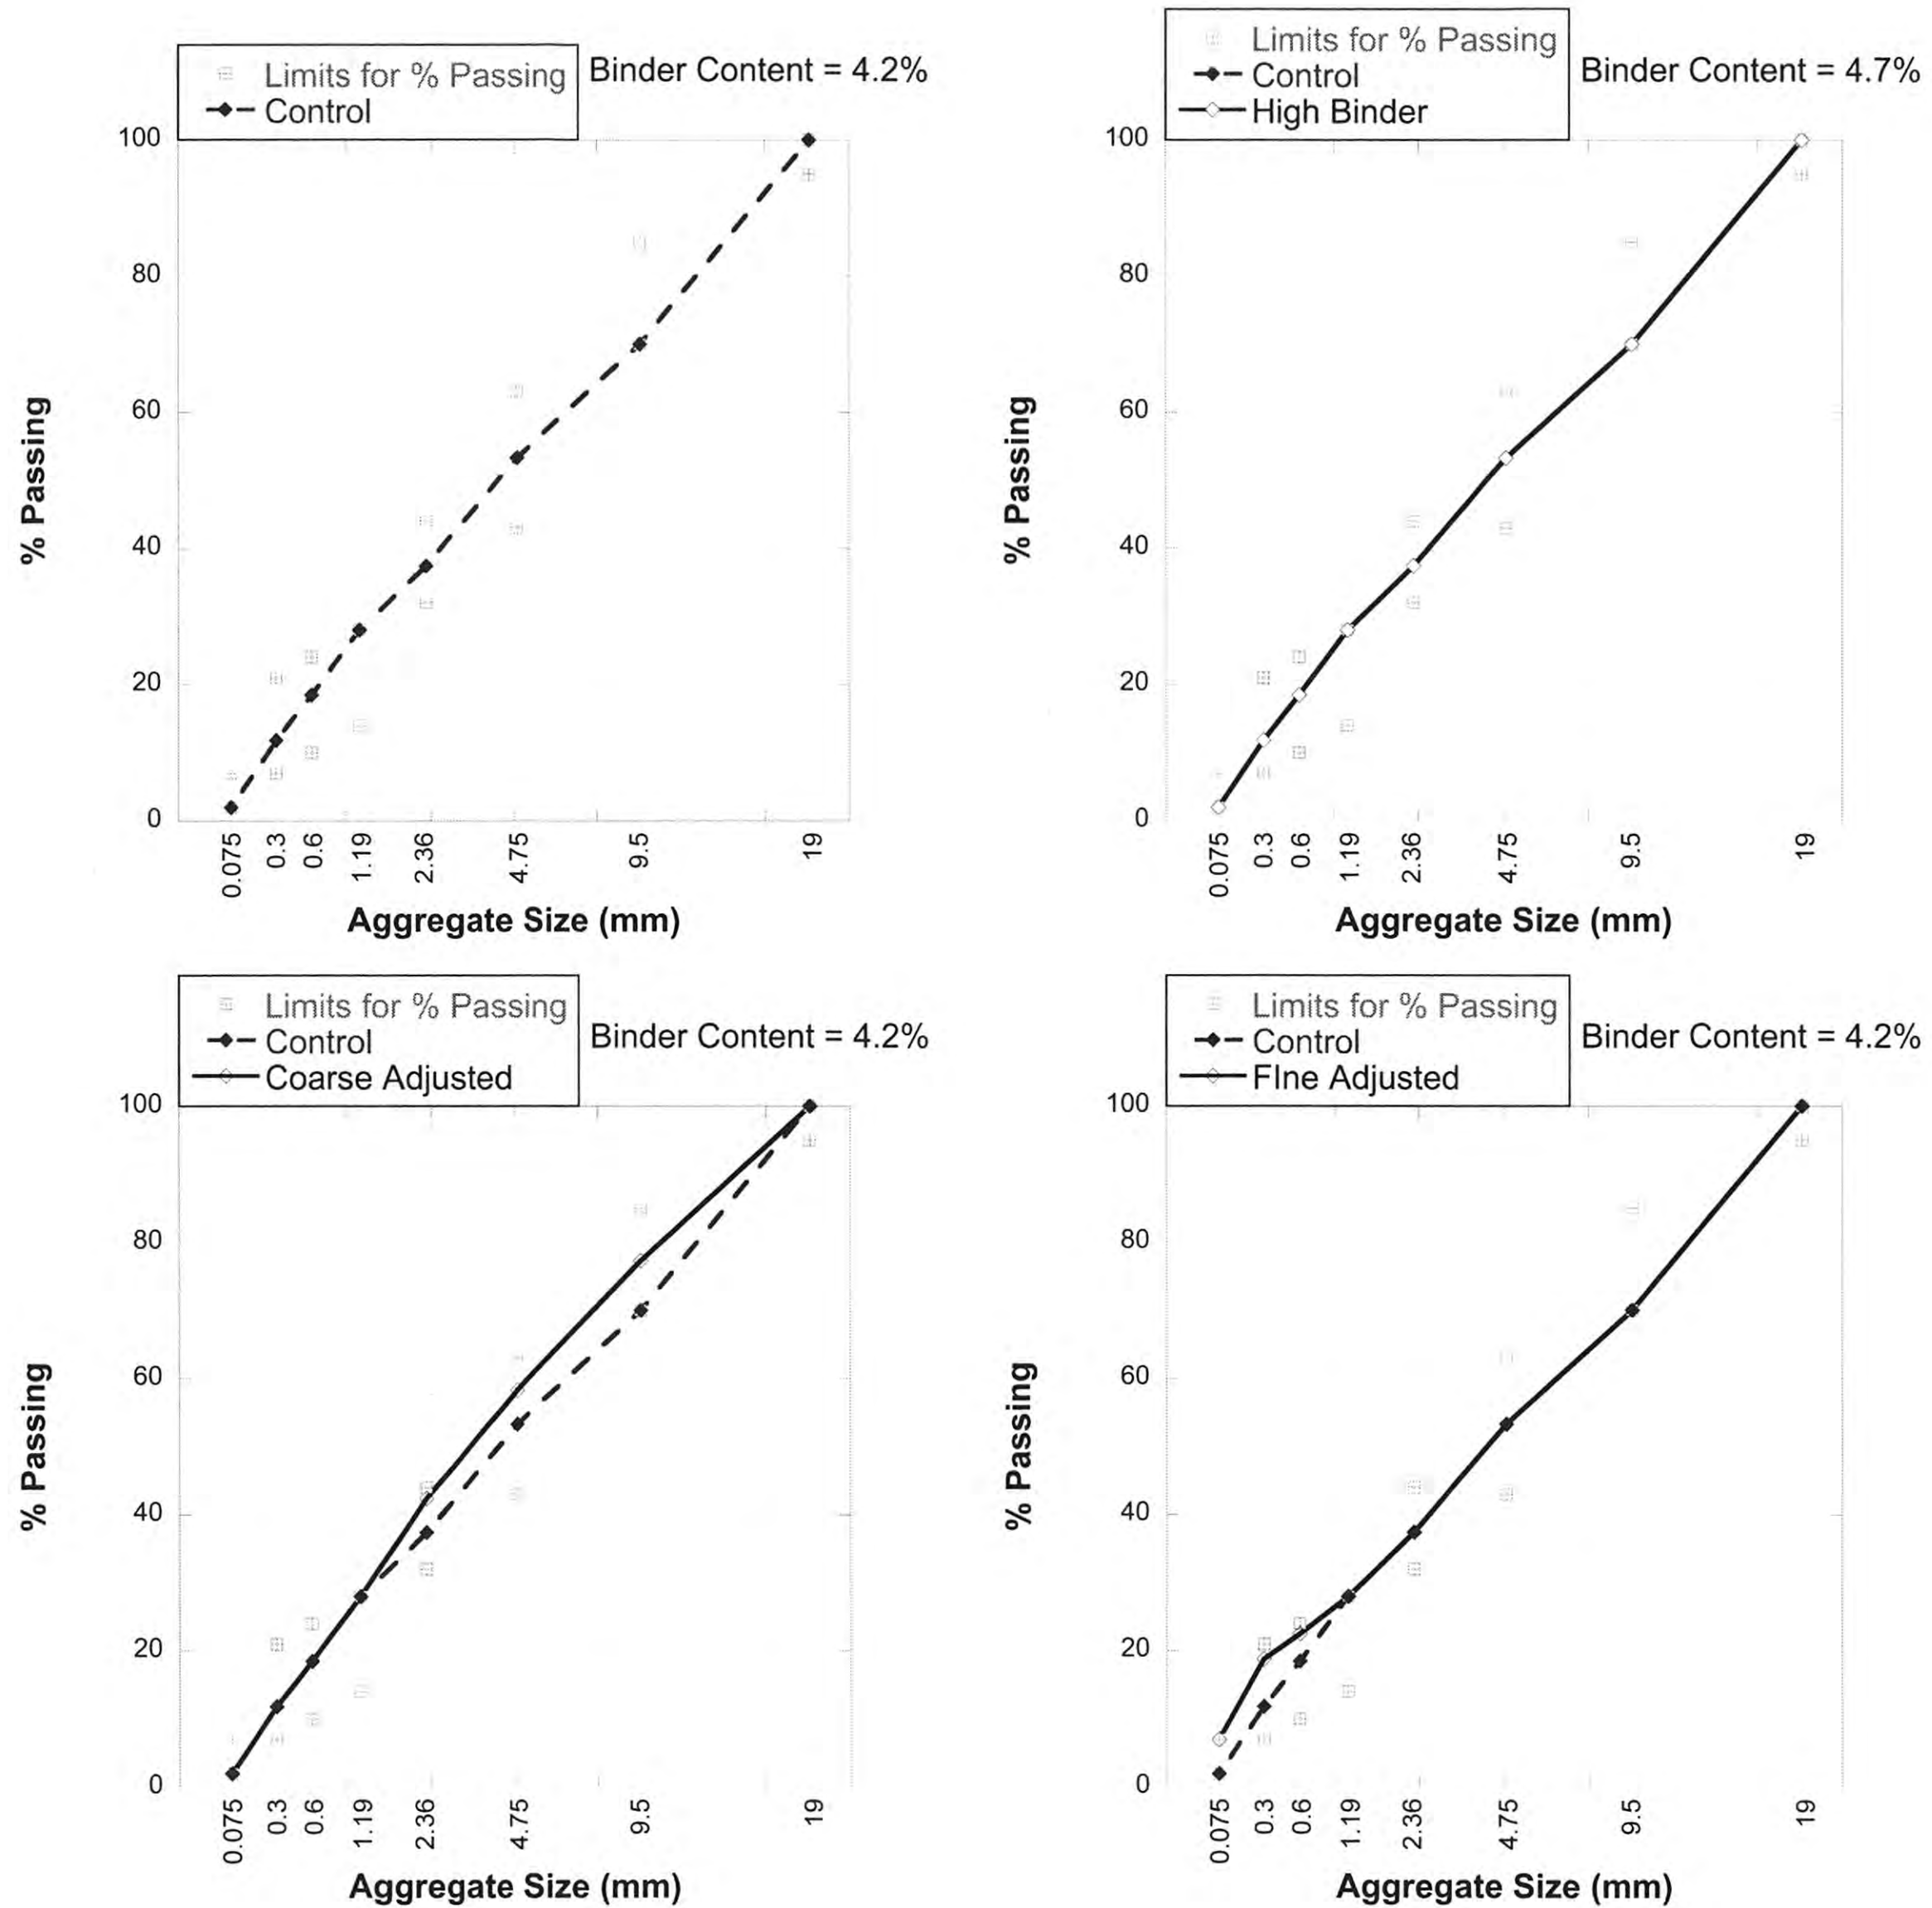 Limits for % Passing
Control
Binder Content = 4.2%
100
80
60
40
20
0
% Passing
0.075
0.3
0.6
1.19
2.36
4.75
9.5
19
Aggregate Size (mm)
Limits for % Passing
Control
High Binder
Binder Content = 4.7%
100
80
60
40
20
0
% Passing
0.075
0.3
0.6
1.19
2.36
4.75
9.5
19
Aggregate Size (mm)
Limits for % Passing
Control
Coarse Adjusted
Binder Content = 4.2%
100
80
60
40
20
0
% Passing
0.075
0.3
0.6
1.19
2.36
4.75
9.5
19
Aggregate Size (mm)
Limits for % Passing
Control
FIne Adjusted
Binder Content = 4.2%
100
80
60
40
20
0
% Passing
0.075
0.3
0.6
1.19
2.36
4.75
9.5
19
Aggregate Size (mm)